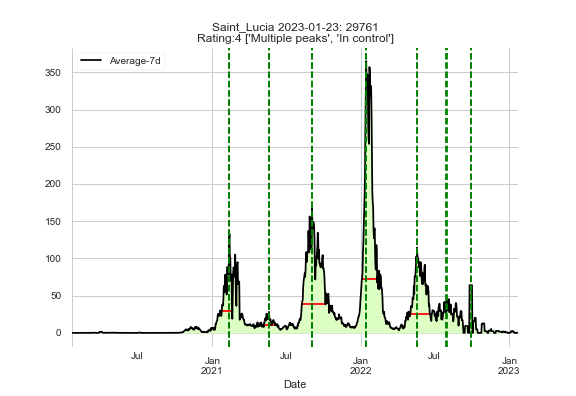 Saint_Lucia 2023-01-23: 29761
Rating:4 ['Multiple peaks', 'In control']
Average-7d
350
300
250
200
150
100
50
0
Jul
Jan
2021
Jul
Jan
2022
Jul
Jan
2023
Date